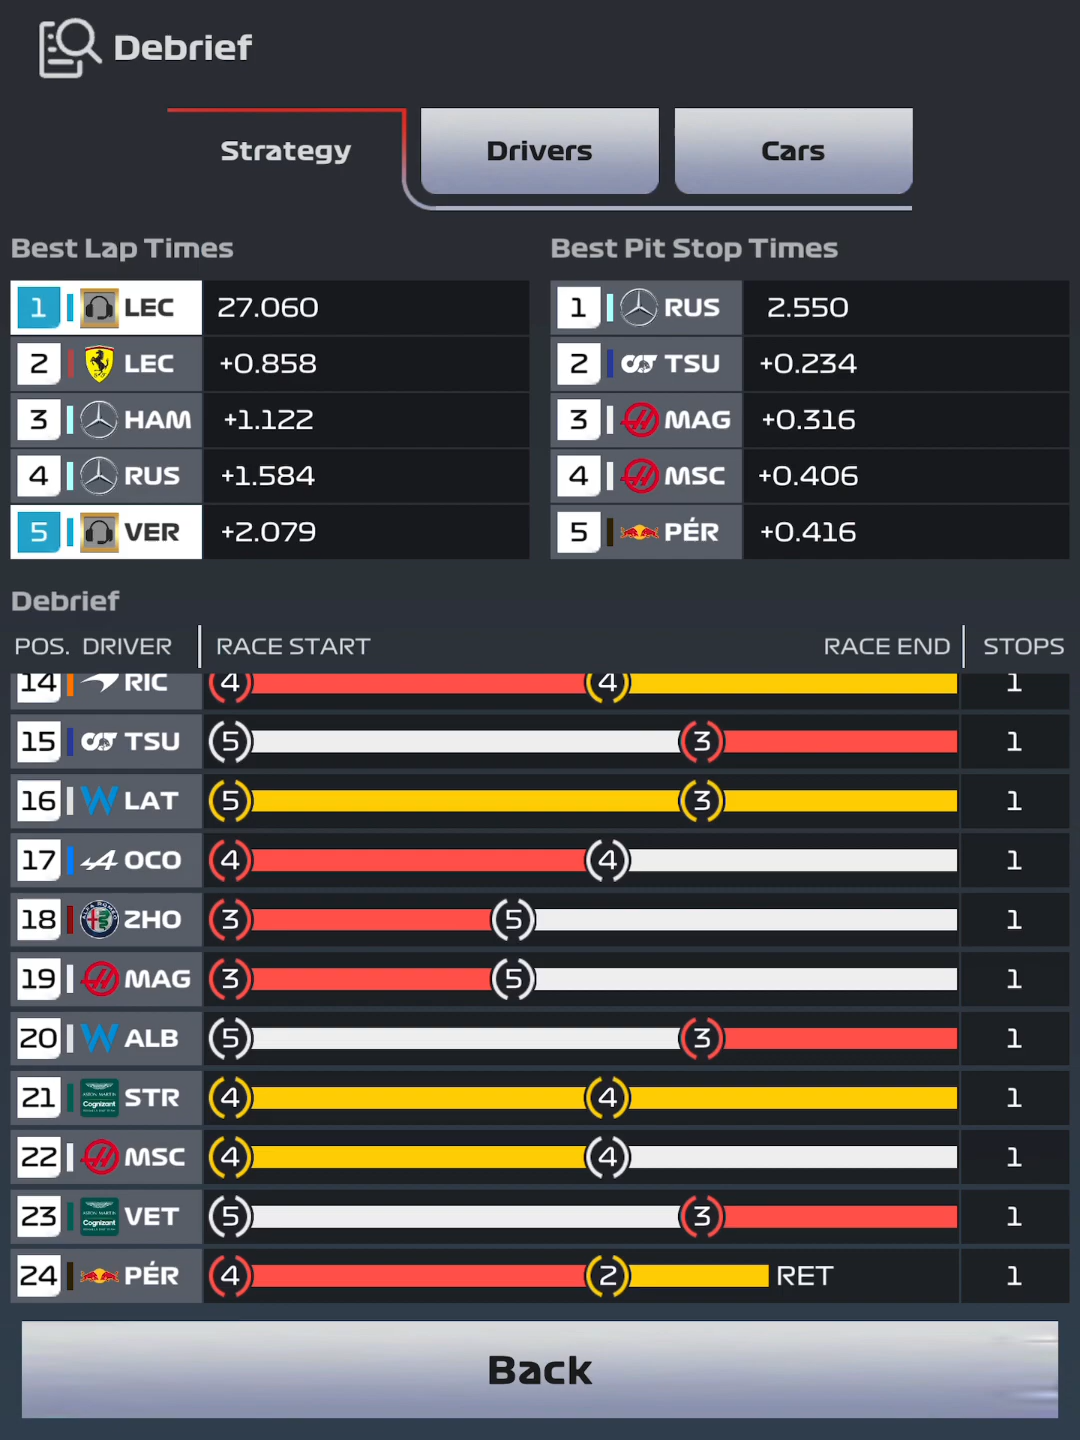 Debrief
Strategy Drivers Cars
Best Lap Times Best Pit Stop Times
1 LEC 27.060 1 RUS 2.550
2 LEC +0.858 2 TSU +0.234
3 HAM +1.122 3 MAG +0.316
4 RUS +1.584 4 MSC +0.406
5 VER +2.079 5 PÉR +0.416
Debrief
POS. DRIVER RACE START RACE END STOPS
14 RIC 4 4 1
15 TSU 5 3 1
16 LAT 5 3 1
17 OCO 4 4 1
18 ZHO 3 5 1
19 MAG 3 5 1
20 ALB 5 3 1
21 STR 4 4 1
22 MSC 4 4 1
23 VET 5 3 1
24 PÉR 4 2 RET 1
Back